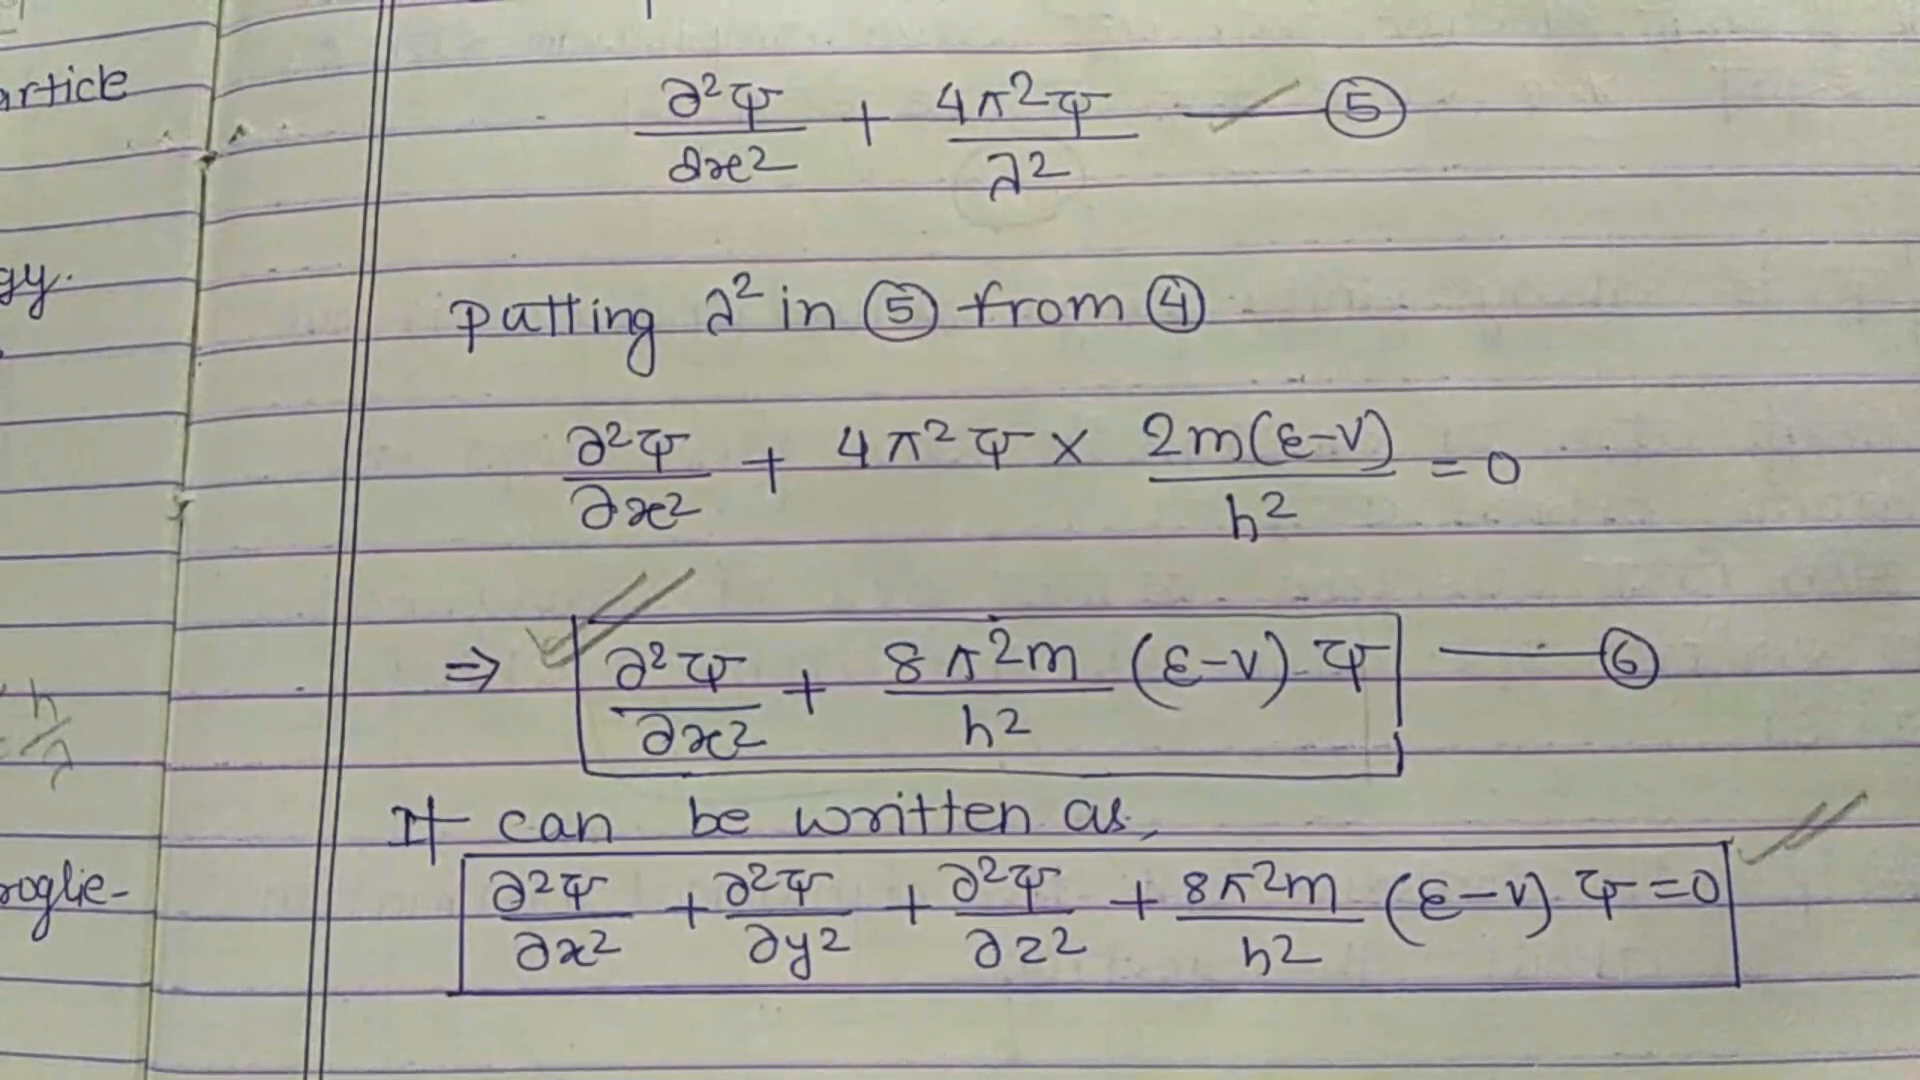 article
∂²ψ/∂x² + 4π²ψ/λ² — ⑤
gy.
putting λ² in ⑤ from ④
∂²ψ/∂x² + 4π²ψ × 2m(ε-V)/h² = 0
⇒ ∂²ψ/∂x² + 8π²m/h² (ε-V).ψ — ⑥
h/λ
It can be written as,
roglie-
∂²ψ/∂x² + ∂²ψ/∂y² + ∂²ψ/∂z² + 8π²m/h² (ε-V).ψ = 0